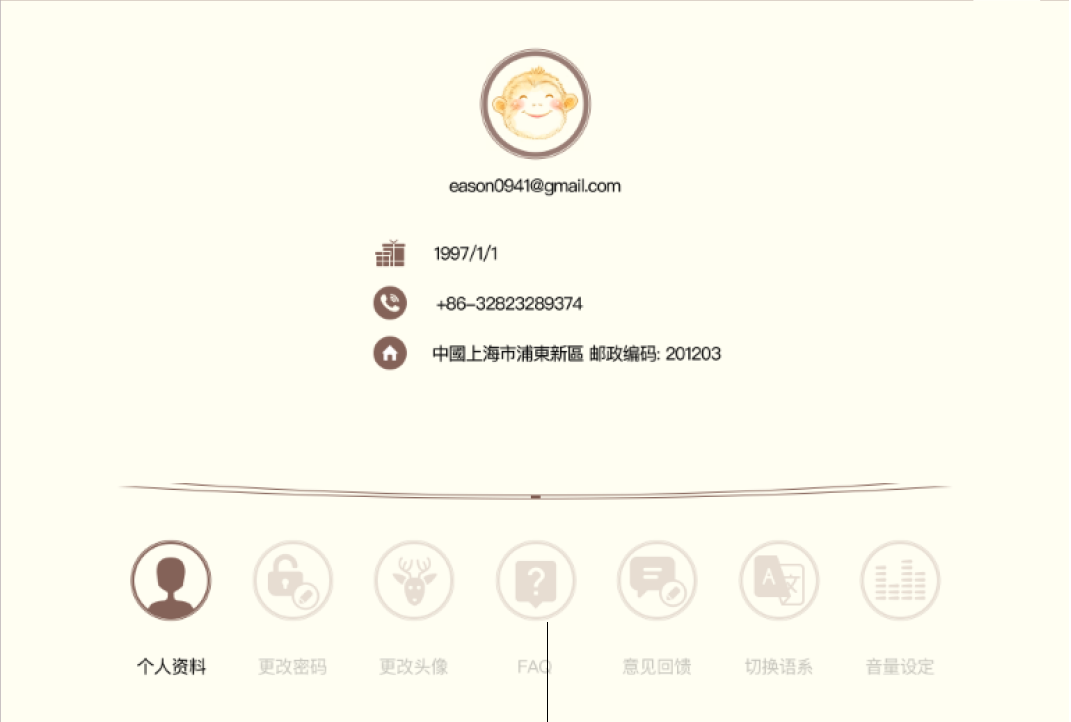 eason0941@gmail.com
1997/1/1
+86-32823289374
中國上海市浦東新區 邮政编码: 201203
个人资料 更改密码 更改头像 FAQ 意见回馈 切换语系 音量设定